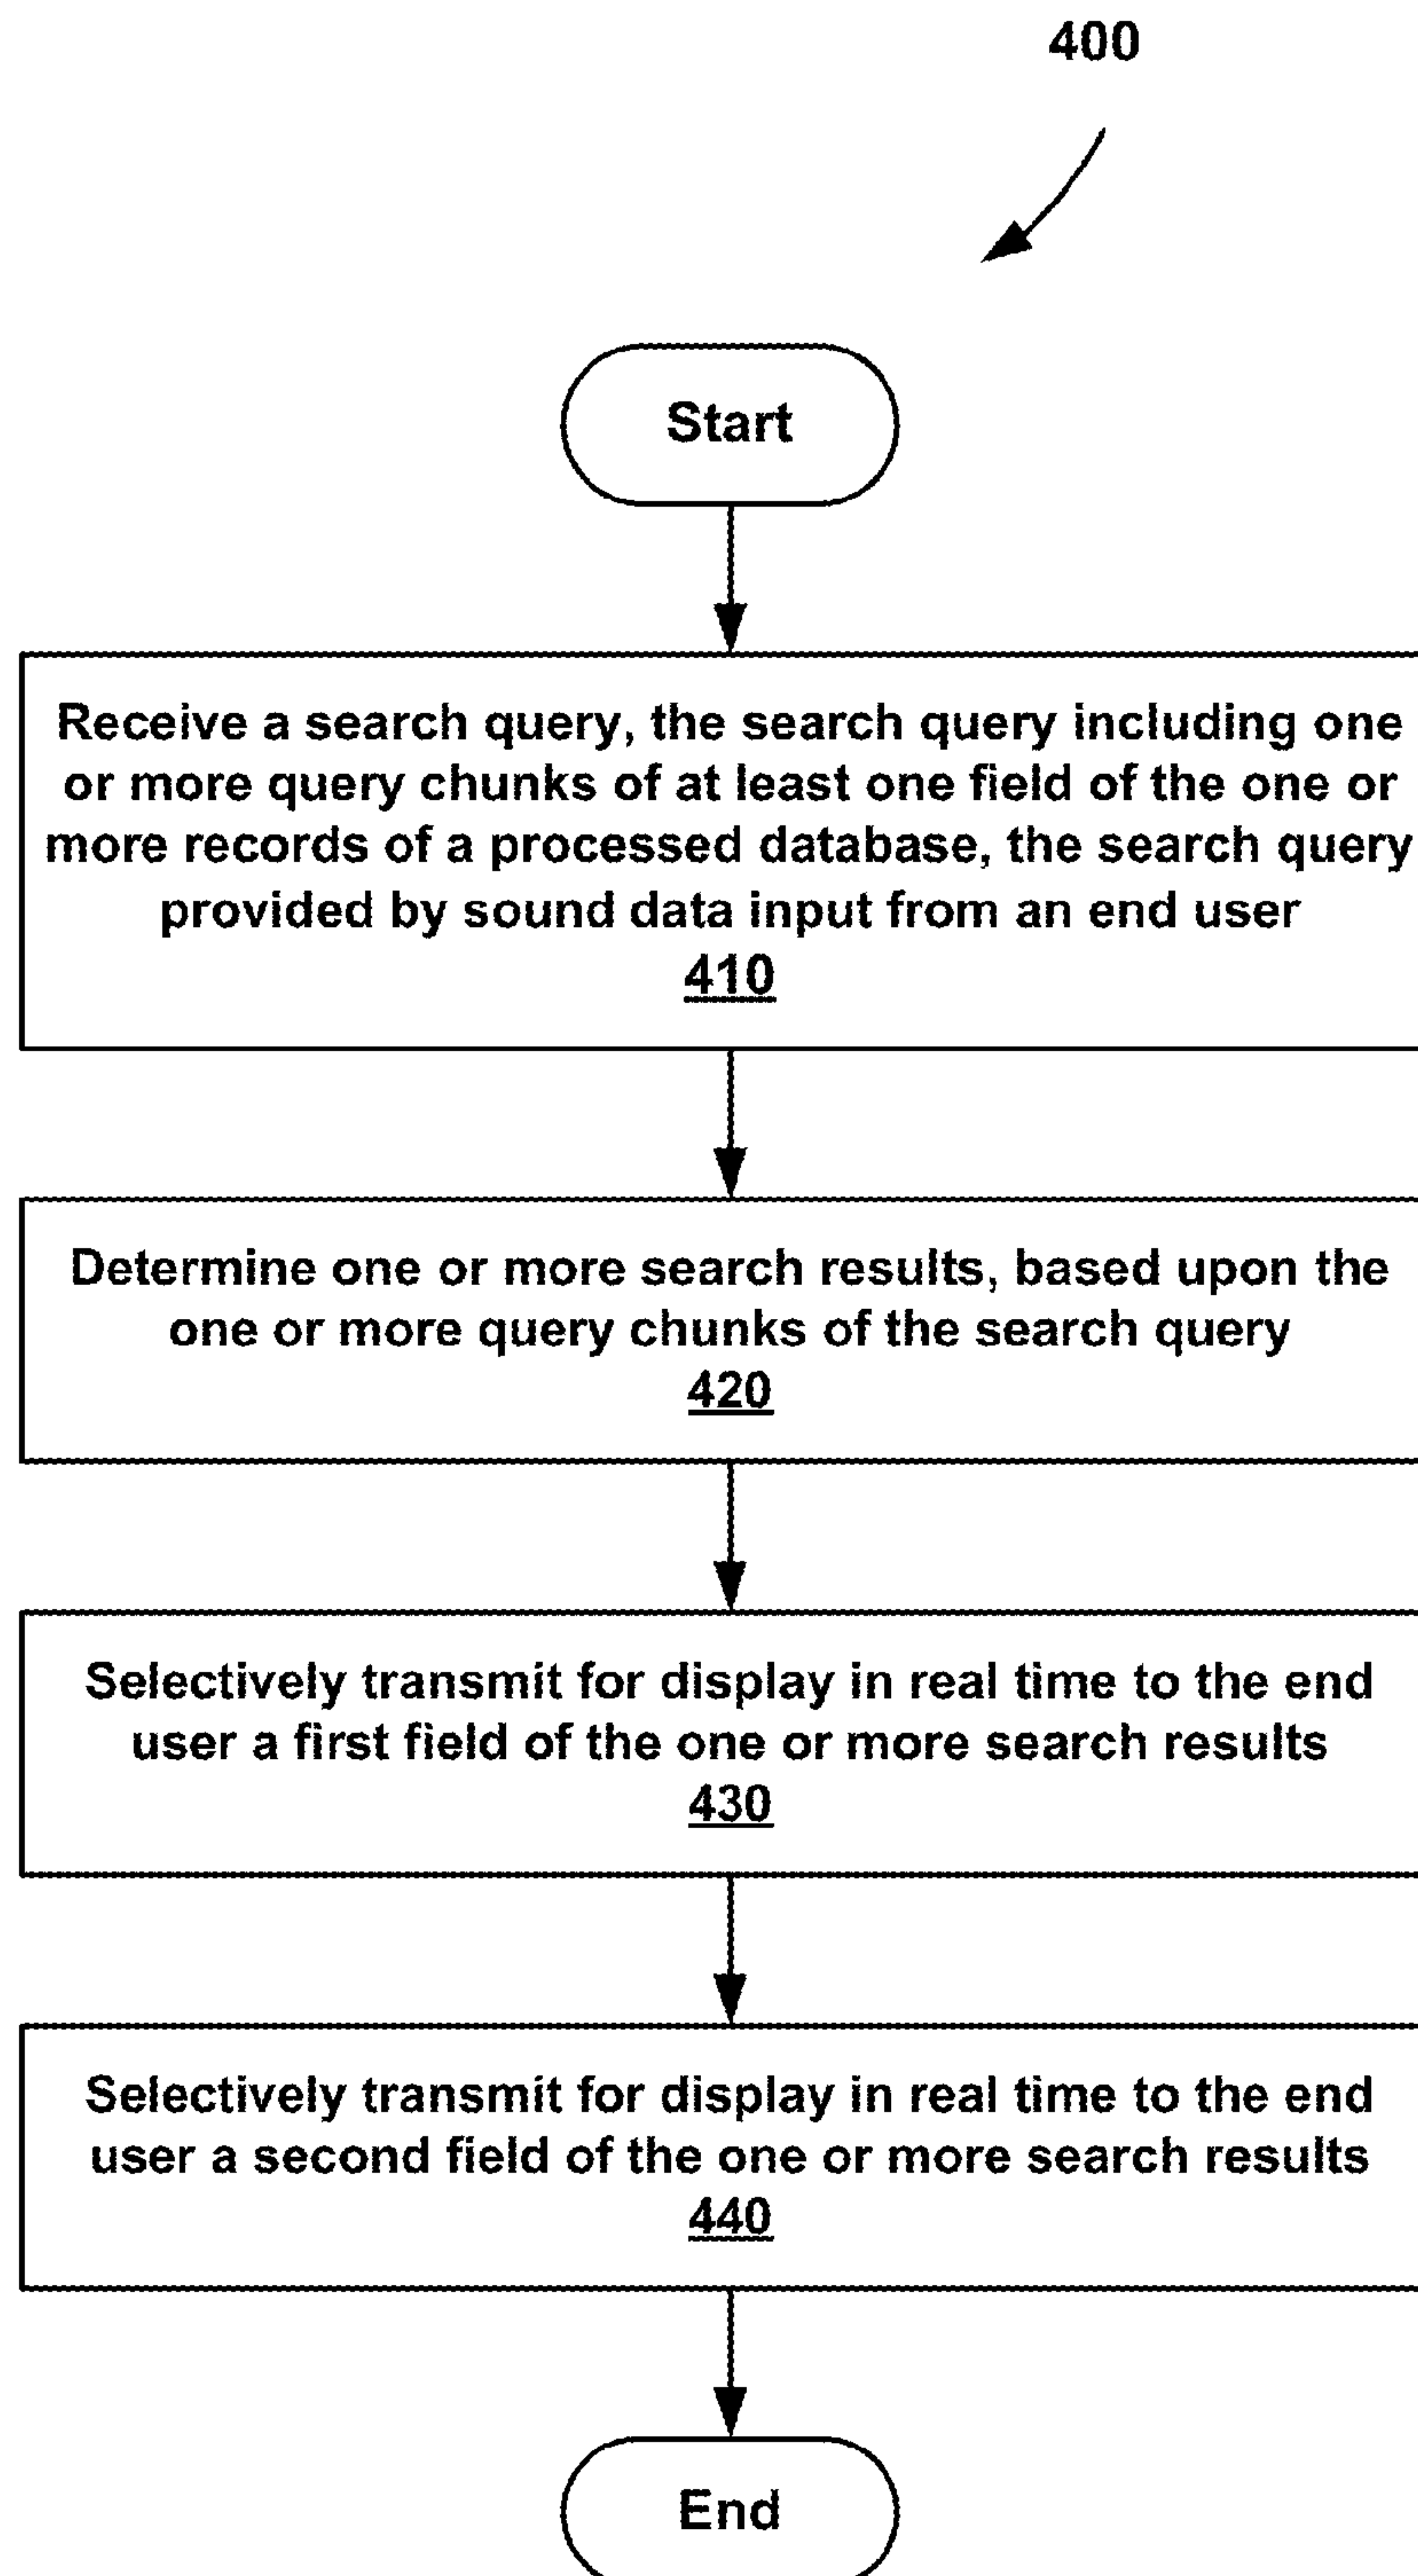 400
Start
Receive a search query, the search query including one
or more query chunks of at least one field of the one or
more records of a processed database, the search query
provided by sound data input from an end user
410
Determine one or more search results, based upon the
one or more query chunks of the search query
420
Selectively transmit for display in real time to the end
user a first field of the one or more search results
430
Selectively transmit for display in real time to the end
user a second field of the one or more search results
440
End